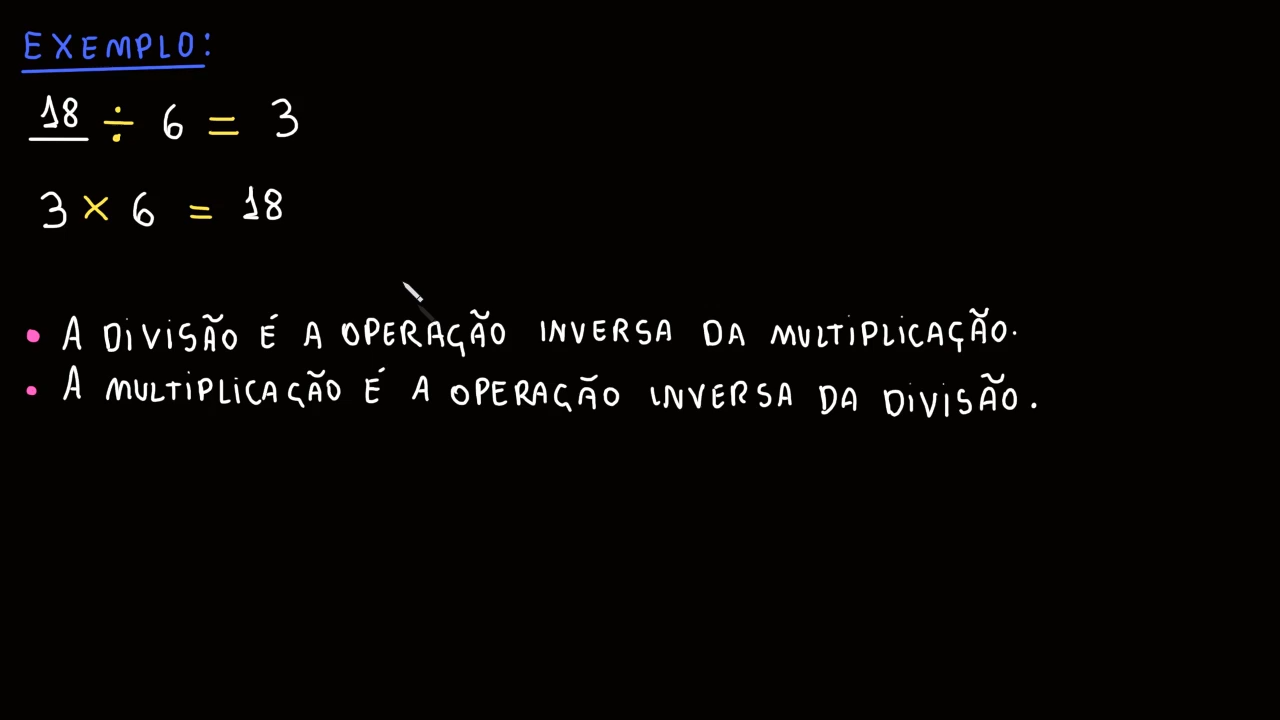 EXEMPLO:
18 ÷ 6 = 3
3 × 6 = 18
• A DIVISÃO É A OPERAÇÃO INVERSA DA MULTIPLICAÇÃO.
• A MULTIPLICAÇÃO É A OPERAÇÃO INVERSA DA DIVISÃO.